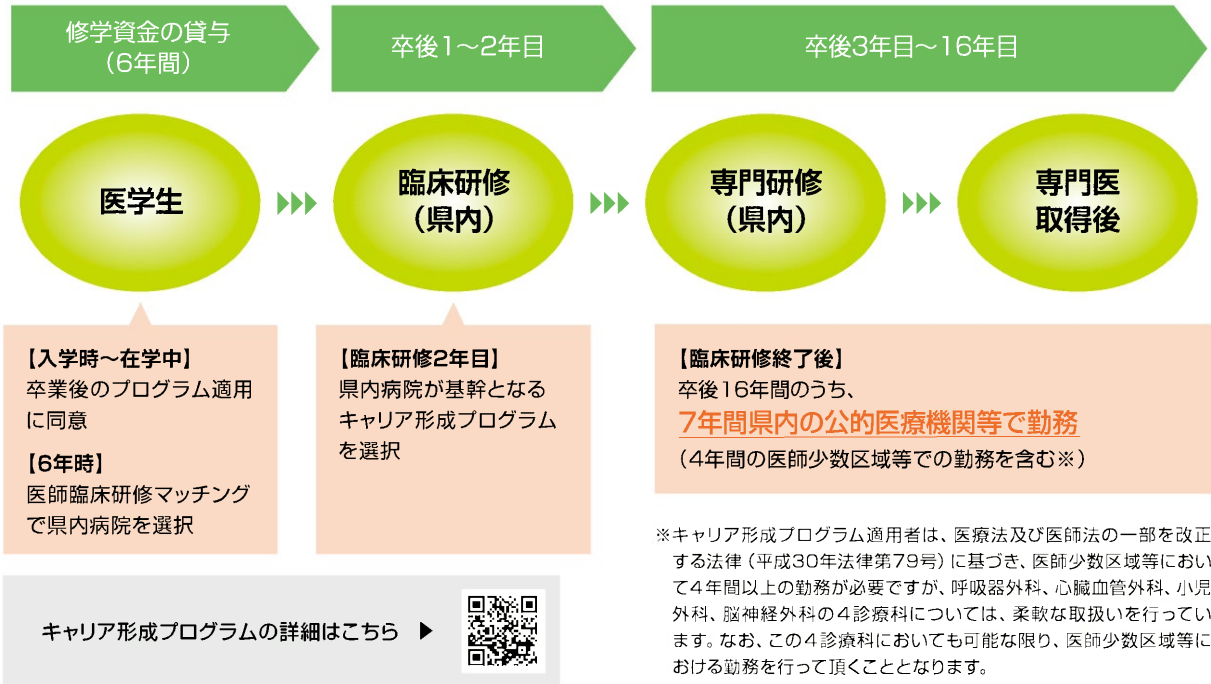 修学資金の貸与
（6年間）
卒後1～2年目
卒後3年目～16年目
医学生
臨床研修
（県内）
専門研修
（県内）
専門医
取得後
【入学時～在学中】
卒業後のプログラム適用
に同意
【6年時】
医師臨床研修マッチング
で県内病院を選択
【臨床研修2年目】
県内病院が基幹となる
キャリア形成プログラム
を選択
【臨床研修終了後】
卒後16年間のうち、
7年間県内の公的医療機関等で勤務
（4年間の医師少数区域等での勤務を含む※）
※キャリア形成プログラム適用者は、医療法及び医師法の一部を改正
する法律（平成30年法律第79号）に基づき、医師少数区域等におい
て4年間以上の勤務が必要ですが、呼吸器外科、心臓血管外科、小児
外科、脳神経外科の4診療科については、柔軟な取扱いを行ってい
ます。なお、この4診療科においても可能な限り、医師少数区域等に
おける勤務を行って頂くこととなります。
キャリア形成プログラムの詳細はこちら ▶